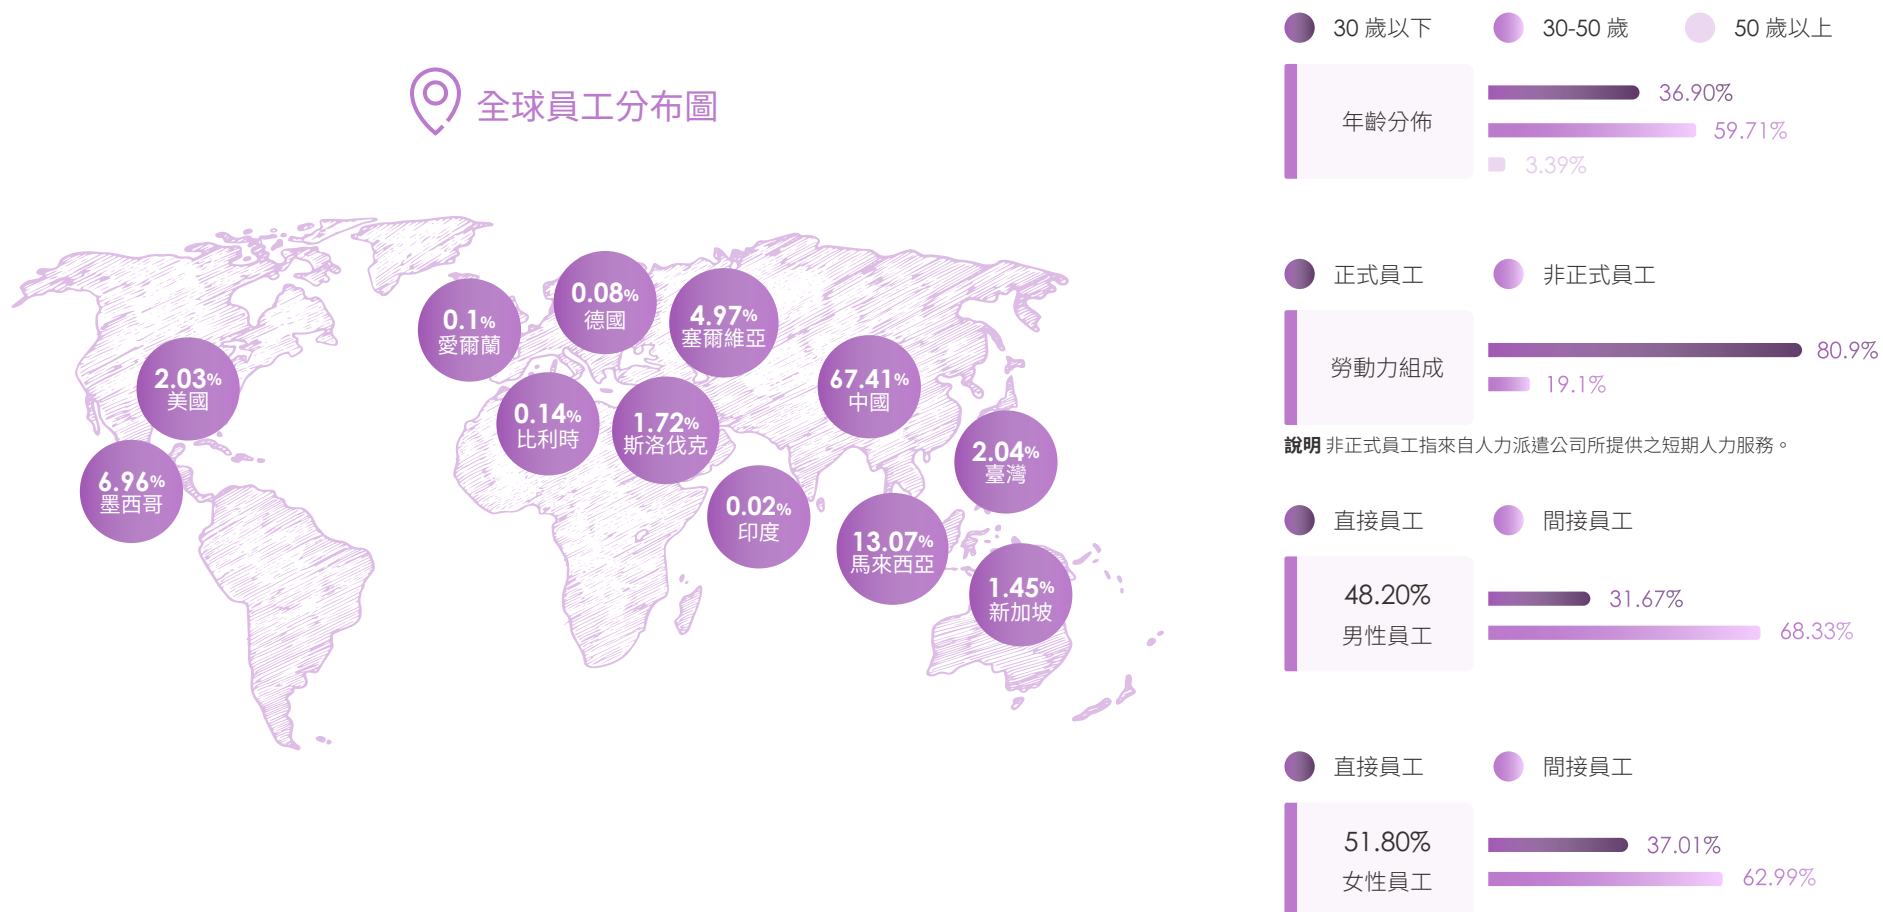 全球員工分布圖
0.1%
愛爾蘭
0.08%
德國
4.97%
塞爾維亞
2.03%
美國
67.41%
中國
0.14%
比利時
1.72%
斯洛伐克
2.04%
臺灣
6.96%
墨西哥
0.02%
印度
13.07%
馬來西亞
1.45%
新加坡
30 歲以下 30-50 歲 50 歲以上
年齡分佈
36.90%
59.71%
3.39%
正式員工 非正式員工
勞動力組成
80.9%
19.1%
說明 非正式員工指來自人力派遣公司所提供之短期人力服務。
直接員工 間接員工
48.20%
男性員工
31.67%
68.33%
直接員工 間接員工
51.80%
女性員工
37.01%
62.99%